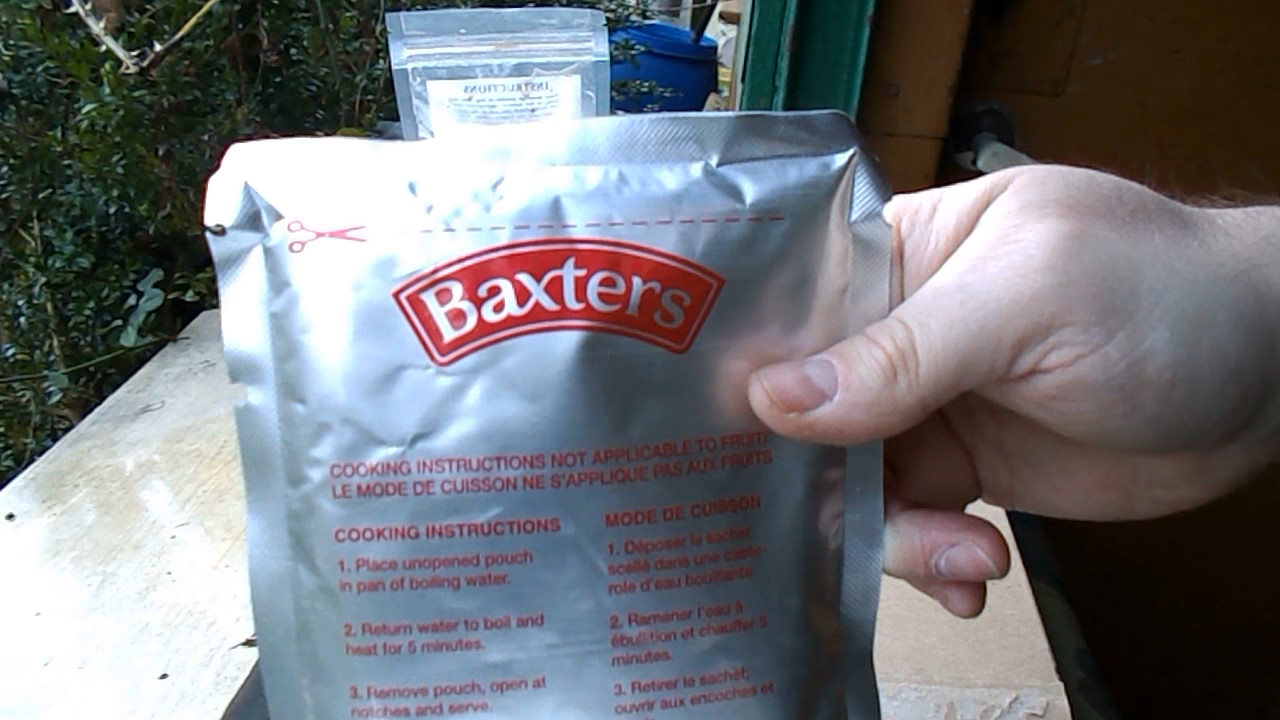 INSTRUCTIONS
Baxters
COOKING INSTRUCTIONS NOT APPLICABLE TO FRUIT/
LE MODE DE CUISSON NE S'APPLIQUE PAS AUX FRUITS
COOKING INSTRUCTIONS
1. Place unopened pouch
in pan of boiling water.
2. Return water to boil and
heat for 5 minutes.
3. Remove pouch, open at
notches and serve.
MODE DE CUISSON
1. Déposer le sachet
scellé dans une casse-
role d'eau bouillante
2. Ramener l'eau à
ébullition et chauffer 5
minutes.
3. Retirer le sachet,
ouvrir aux encoches et